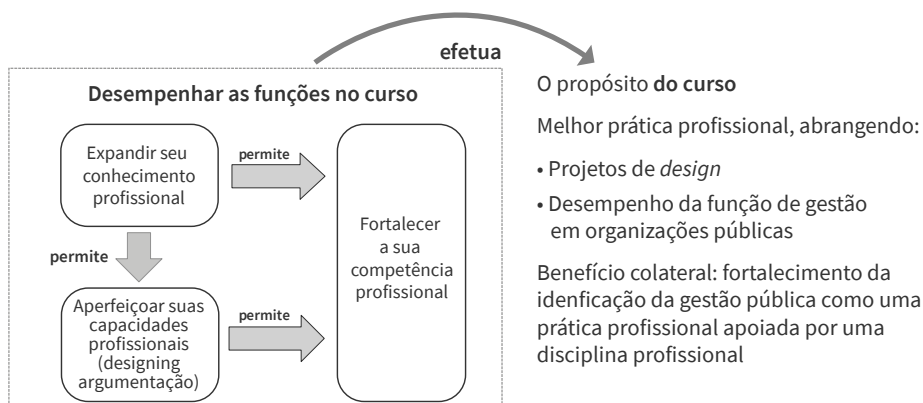 efetua
Desempenhar as funções no curso
Expandir seu
conhecimento
profissional
permite
Fortalecer
a sua
competência
profissional
permite
Aperfeiçoar suas
capacidades
profissionais
(designing
argumentação)
permite
O propósito do curso
Melhor prática profissional, abrangendo:
• Projetos de design
• Desempenho da função de gestão
em organizações públicas
Benefício colateral: fortalecimento da
idenficação da gestão pública como uma
prática profissional apoiada por uma
disciplina profissional